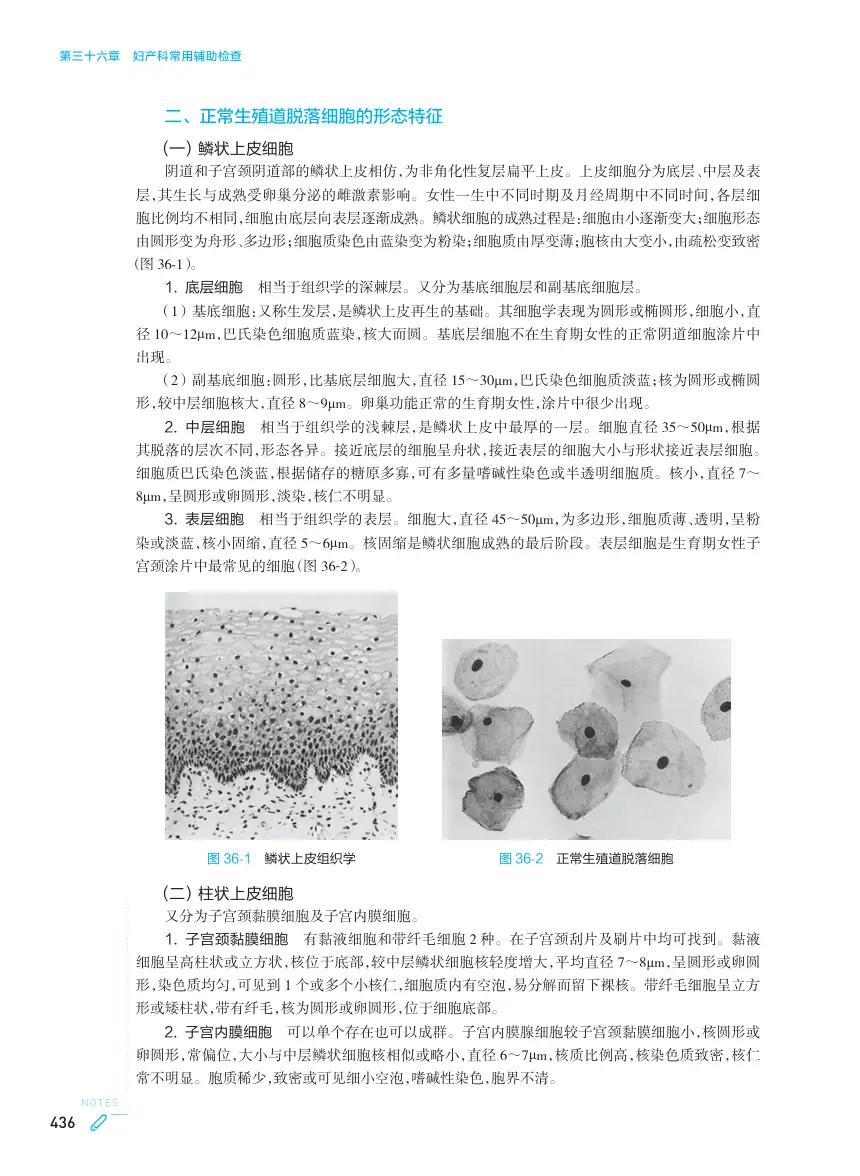 第三十六章 妇产科常用辅助检查
二、正常生殖道脱落细胞的形态特征
（一）鳞状上皮细胞
阴道和子宫颈阴道部的鳞状上皮相仿,为非角化性复层扁平上皮。上皮细胞分为底层、中层及表
层,其生长与成熟受卵巢分泌的雌激素影响。女性一生中不同时期及月经周期中不同时间,各层细
胞比例均不相同,细胞由底层向表层逐渐成熟。鳞状细胞的成熟过程是:细胞由小逐渐变大;细胞形态
由圆形变为舟形、多边形;细胞质染色由蓝染变为粉染;细胞质由厚变薄;胞核由大变小,由疏松变致密
（图 36-1）。
1. 底层细胞 相当于组织学的深棘层。又分为基底细胞层和副基底细胞层。
（1）基底细胞:又称生发层,是鳞状上皮再生的基础。其细胞学表现为圆形或椭圆形,细胞小,直
径 10～12μm,巴氏染色细胞质蓝染,核大而圆。基底层细胞不在生育期女性的正常阴道细胞涂片中
出现。
（2）副基底细胞:圆形,比基底层细胞大,直径 15～30μm,巴氏染色细胞质淡蓝;核为圆形或椭圆
形,较中层细胞核大,直径 8～9μm。卵巢功能正常的生育期女性,涂片中很少出现。
2. 中层细胞 相当于组织学的浅棘层,是鳞状上皮中最厚的一层。细胞直径 35～50μm,根据
其脱落的层次不同,形态各异。接近底层的细胞呈舟状,接近表层的细胞大小与形状接近表层细胞。
细胞质巴氏染色淡蓝,根据储存的糖原多寡,可有多量嗜碱性染色或半透明细胞质。核小,直径 7～
8μm,呈圆形或卵圆形,淡染,核仁不明显。
3. 表层细胞 相当于组织学的表层。细胞大,直径 45～50μm,为多边形,细胞质薄、透明,呈粉
染或淡蓝,核小固缩,直径 5～6μm。核固缩是鳞状细胞成熟的最后阶段。表层细胞是生育期女性子
宫颈涂片中最常见的细胞（图 36-2）。
图 36-1 鳞状上皮组织学
图 36-2 正常生殖道脱落细胞
（二）柱状上皮细胞
又分为子宫颈黏膜细胞及子宫内膜细胞。
1. 子宫颈黏膜细胞 有黏液细胞和带纤毛细胞 2 种。在子宫颈刮片及刷片中均可找到。黏液
细胞呈高柱状或立方状,核位于底部,较中层鳞状细胞核轻度增大,平均直径 7～8μm,呈圆形或卵圆
形,染色质均匀,可见到 1 个或多个小核仁,细胞质内有空泡,易分解而留下裸核。带纤毛细胞呈立方
形或矮柱状,带有纤毛,核为圆形或卵圆形,位于细胞底部。
2. 子宫内膜细胞 可以单个存在也可以成群。子宫内膜腺细胞较子宫颈黏膜细胞小,核圆形或
卵圆形,常偏位,大小与中层鳞状细胞核相似或略小,直径 6～7μm,核质比例高,核染色质致密,核仁
常不明显。胞质稀少,致密或可见细小空泡,嗜碱性染色,胞界不清。
NOTES
436